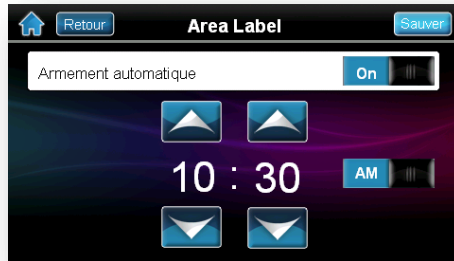 Retour
Area Label
Sauver
Armement automatique
On
10 : 30
AM